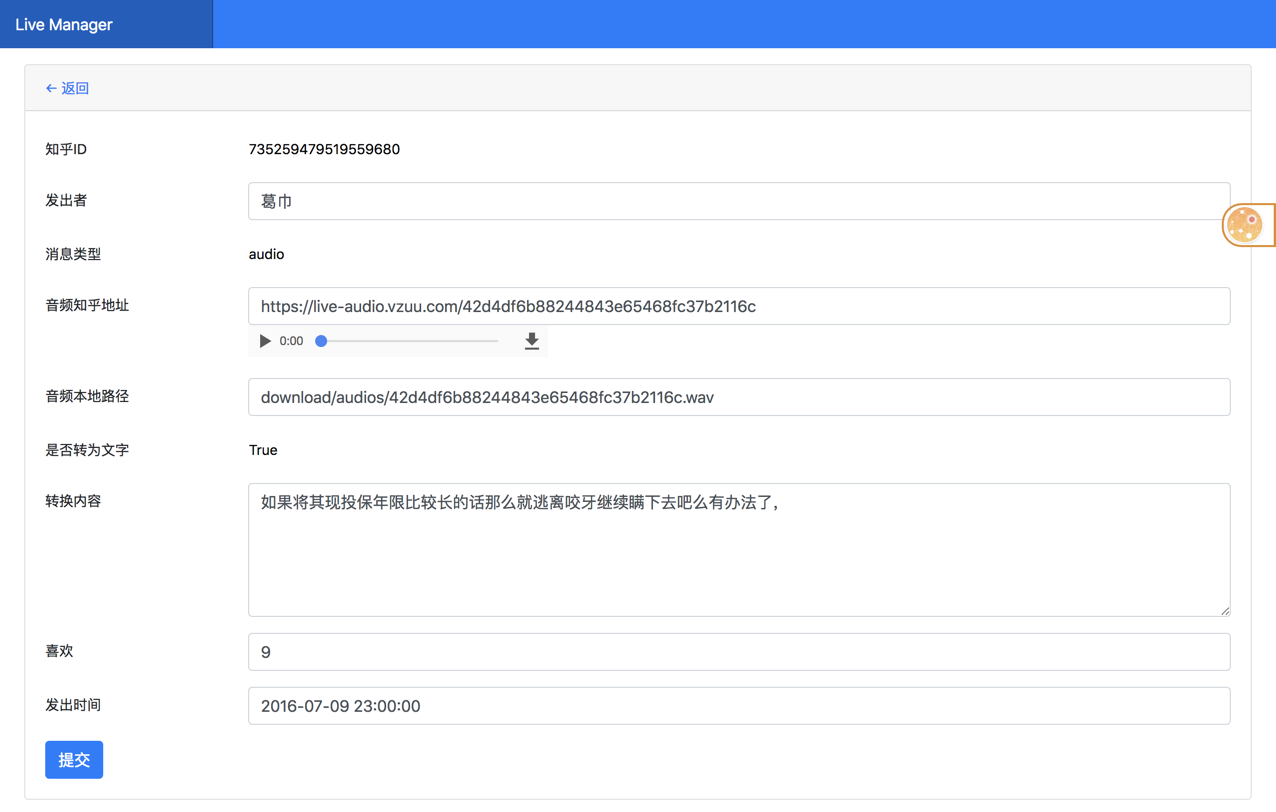 Live Manager
← 返回
知乎ID 735259479519559680
发出者 葛巾
消息类型 audio
音频知乎地址 https://live-audio.vzuu.com/42d4df6b88244843e65468fc37b2116c
0:00
音频本地路径 download/audios/42d4df6b88244843e65468fc37b2116c.wav
是否转为文字 True
转换内容 如果将其现投保年限比较长的话那么就逃离咬牙继续瞒下去吧么有办法了,
喜欢 9
发出时间 2016-07-09 23:00:00
提交